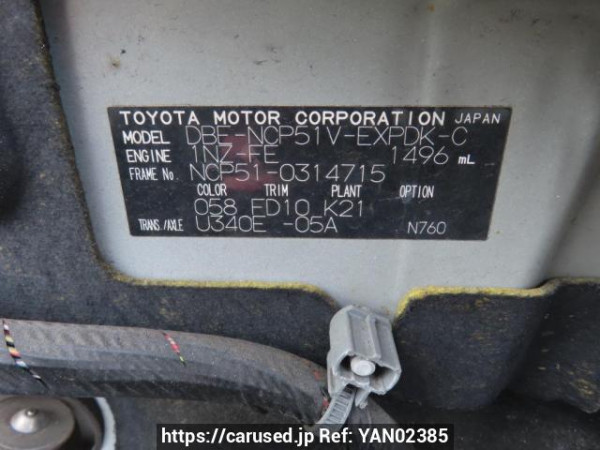 TOYOTA MOTOR CORPORATION JAPAN
MODEL DBE-NCP51V-EXPDK-C
ENGINE 1NZ-FE 1496 mL
FRAME No. NCP51-0314715
COLOR TRIM PLANT
058 ED10 K21
TRANS./AXLE U340E -05A N760
https://carused.jp Ref: YAN02385